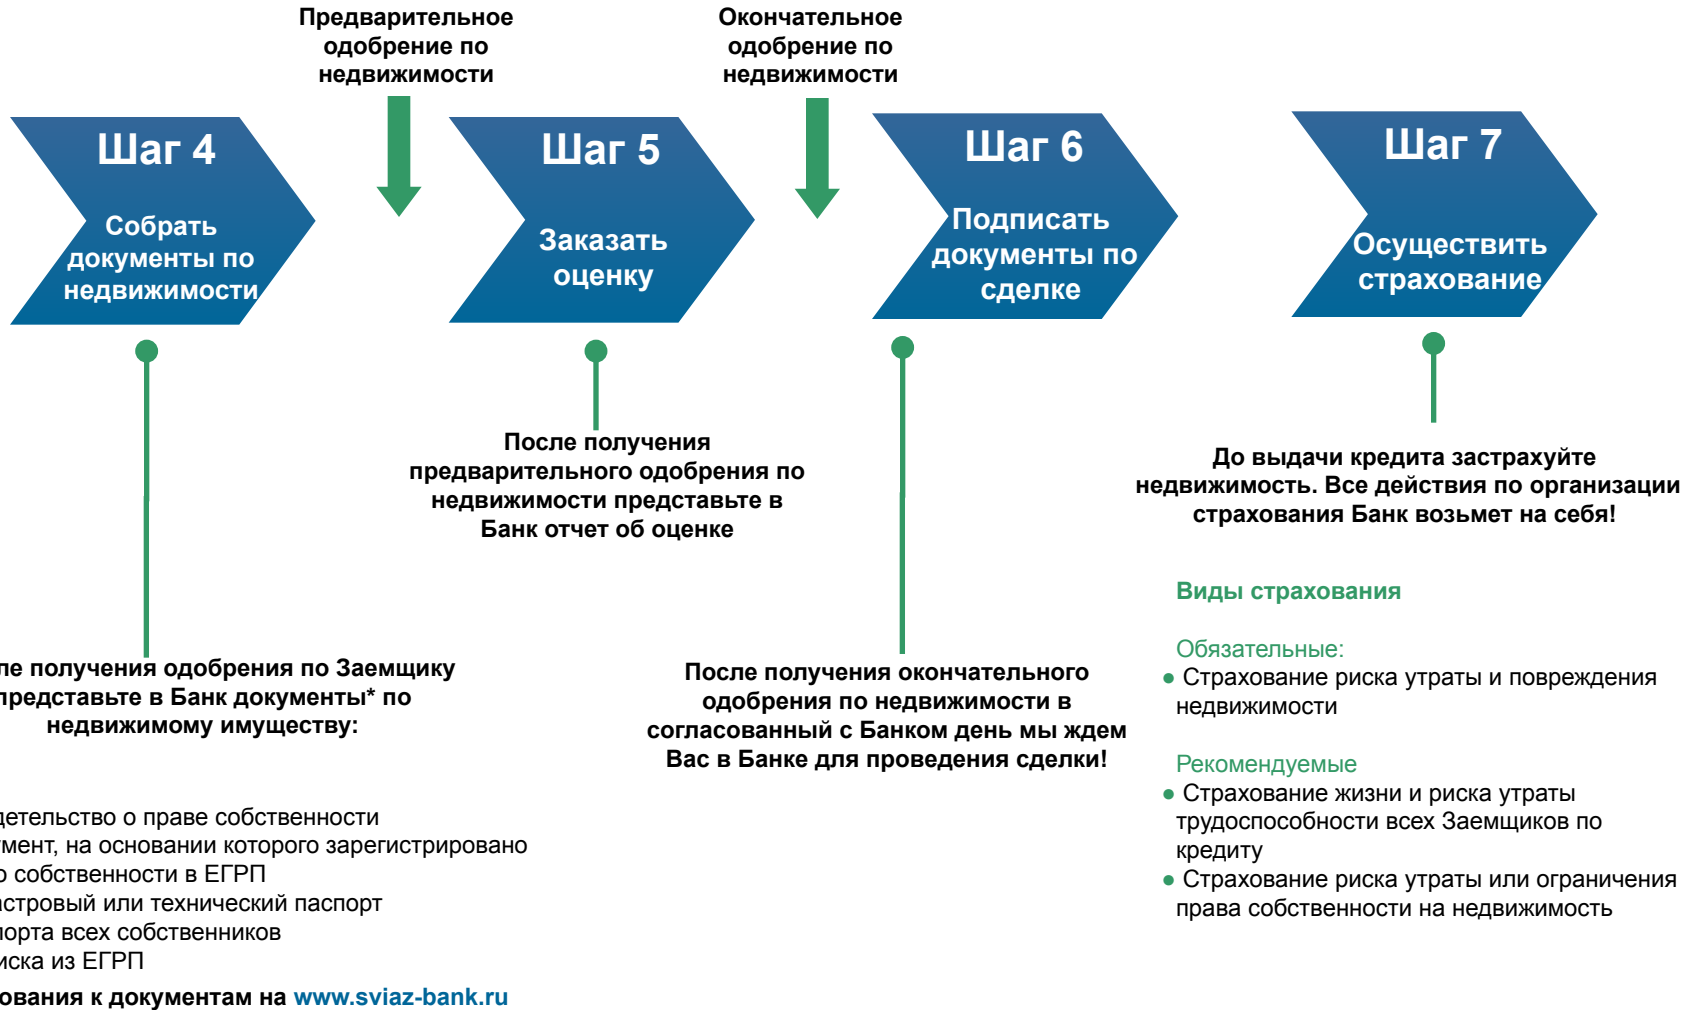 Предварительное
одобрение по
недвижимости
Окончательное
одобрение по
недвижимости
Шаг 4
Собрать
документы по
недвижимости
Шаг 5
Заказать
оценку
Шаг 6
Подписать
документы по
сделке
Шаг 7
Осуществить
страхование
После получения
предварительного одобрения по
недвижимости представьте в
Банк отчет об оценке
До выдачи кредита застрахуйте
недвижимость. Все действия по организации
страхования Банк возьмет на себя!
ле получения одобрения по Заемщику
представьте в Банк документы* по
недвижимому имуществу:
После получения окончательного
одобрения по недвижимости в
согласованный с Банком день мы ждем
Вас в Банке для проведения сделки!
Виды страхования
Обязательные:
● Страхование риска утраты и повреждения
недвижимости
Рекомендуемые
● Страхование жизни и риска утраты
трудоспособности всех Заемщиков по
кредиту
● Страхование риска утраты или ограничения
права собственности на недвижимость
детельство о праве собственности
умент, на основании которого зарегистрировано
о собственности в ЕГРП
астровый или технический паспорт
порта всех собственников
иска из ЕГРП
ования к документам на www.sviaz-bank.ru